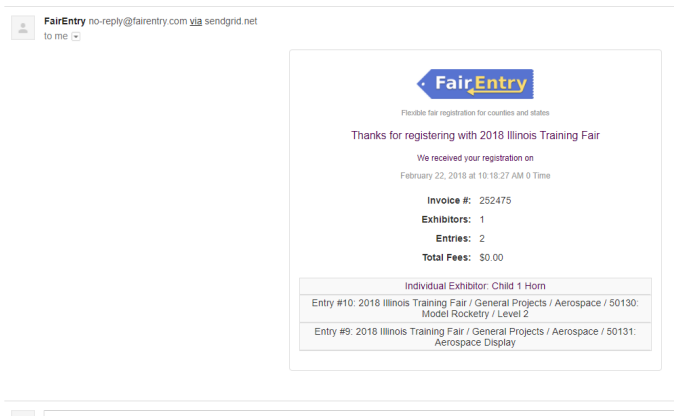 FairEntry no-reply@fairentry.com via sendgrid.net
to me
FairEntry
Flexible fair registration for counties and states
Thanks for registering with 2018 Illinois Training Fair
We received your registration on
February 22, 2018 at 10:18:27 AM 0 Time
Invoice #: 252475
Exhibitors: 1
Entries: 2
Total Fees: $0.00
Individual Exhibitor: Child 1 Horn
Entry #10: 2018 Illinois Training Fair / General Projects / Aerospace / 50130:
Model Rocketry / Level 2
Entry #9: 2018 Illinois Training Fair / General Projects / Aerospace / 50131:
Aerospace Display